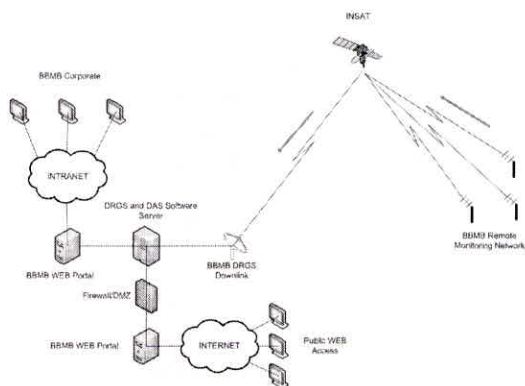 INSAT
BBMB Corporate
INTRANET
DRGS and DAS Software
Server
BBMB WEB Portal
BBMB DRGS
Downlink
BBMB Remote
Monitoring Network
Firewall/DMZ
BBMB WEB Portal
INTERNET
Public WEB
Access